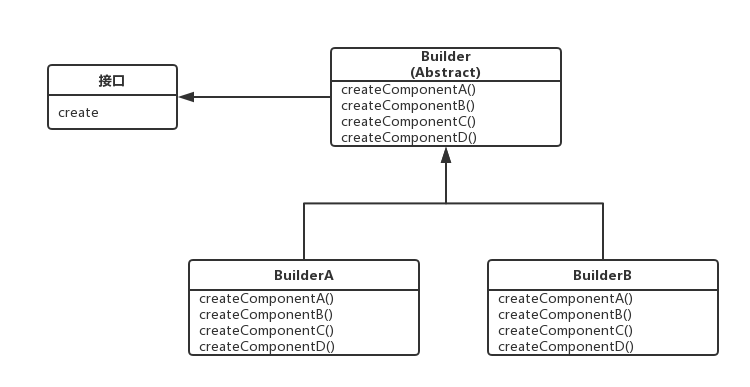 接口
create
Builder
(Abstract)
createComponentA()
createComponentB()
createComponentC()
createComponentD()
BuilderA
createComponentA()
createComponentB()
createComponentC()
createComponentD()
BuilderB
createComponentA()
createComponentB()
createComponentC()
createComponentD()